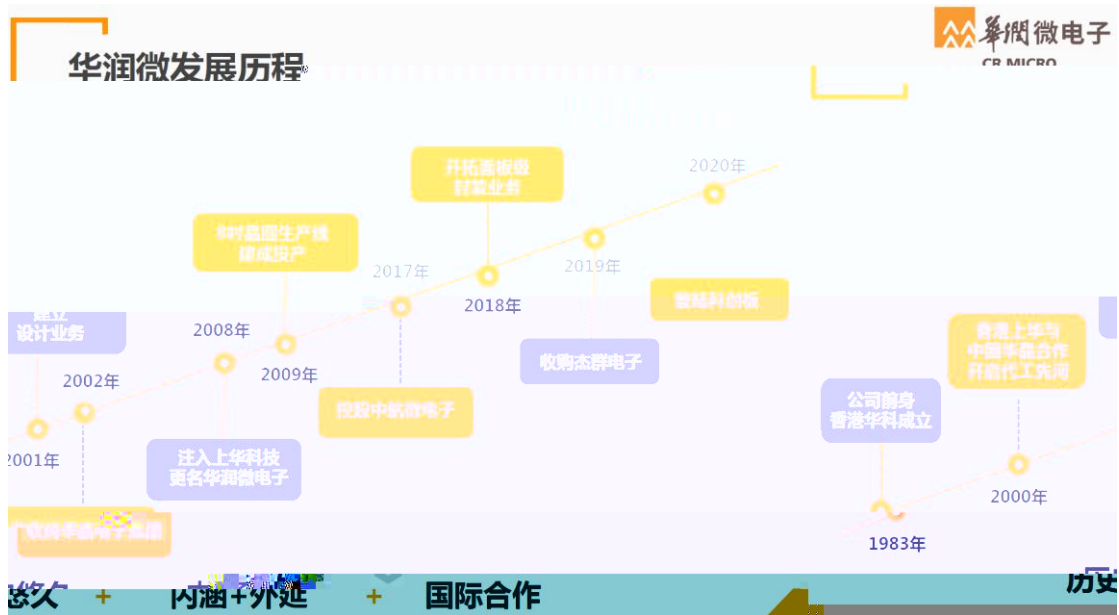 华润微发展历程
華润微电子
CR MICRO
2020年
开拓面板级
封装业务
8吋晶圆生产线
建成投产
2017年
2019年
2018年
登陆科创板
建立
设计业务
2008年
2002年
2009年
收购杰群电子
香港上华与
中国华晶合作
开启代工先河
控股中航微电子
公司前身
香港华科成立
2001年
注入上华科技
更名华润微电子
2000年
1983年
悠久 + 内涵+外延 + 国际合作
历史